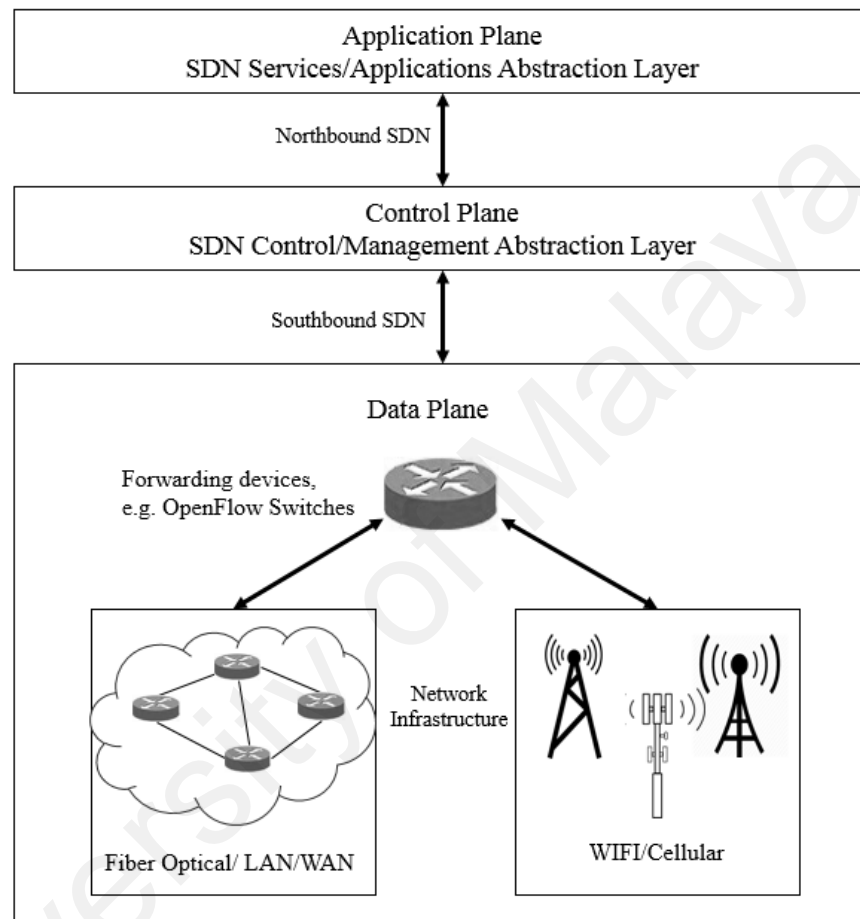 Application Plane
SDN Services/Applications Abstraction Layer
Northbound SDN
Control Plane
SDN Control/Management Abstraction Layer
Southbound SDN
Data Plane
Forwarding devices,
e.g. OpenFlow Switches
Network
Infrastructure
Fiber Optical/ LAN/WAN
WIFI/Cellular
University of Malaya